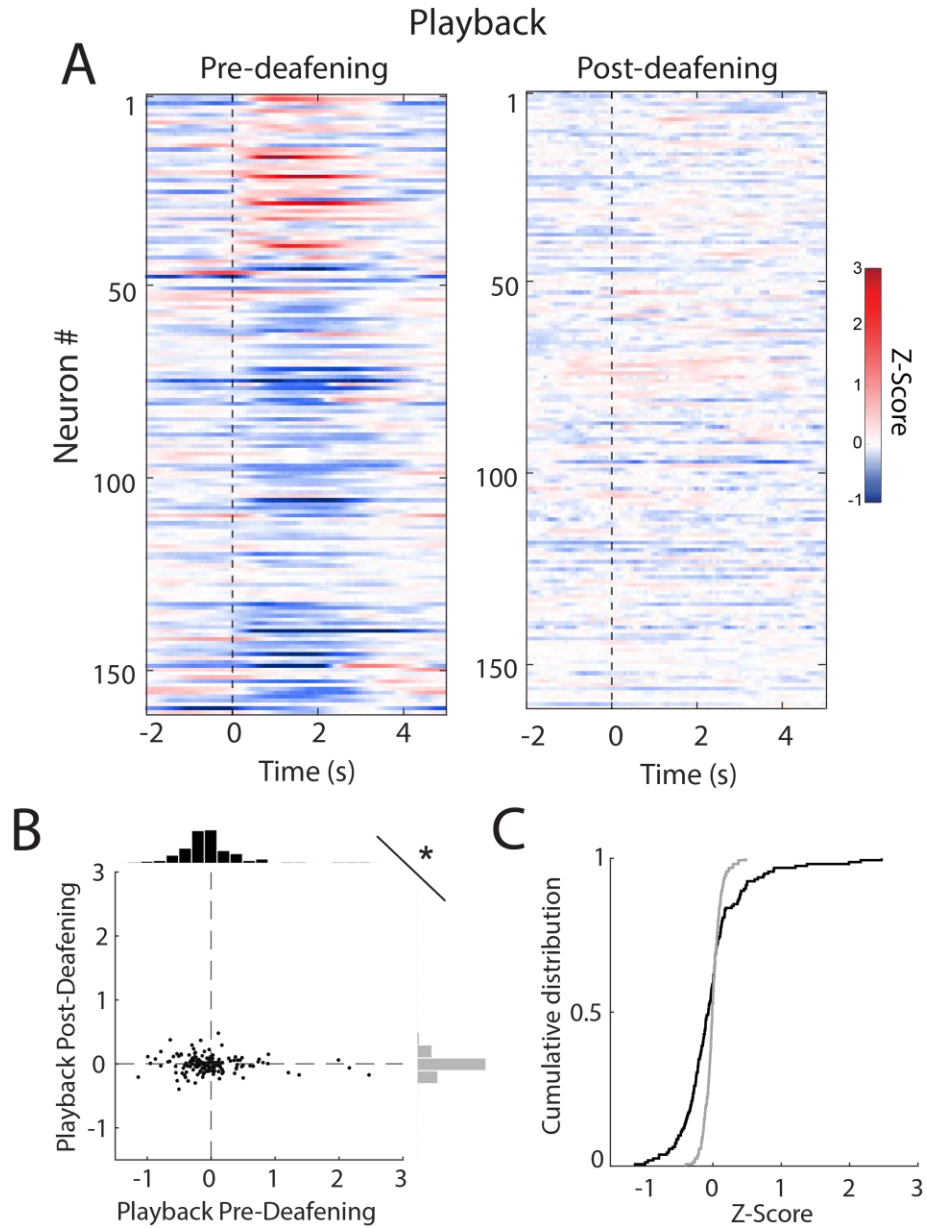 Playback
A
Pre-deafening
Post-deafening
Neuron #
1
50
100
150
-2 0 2 4
Time (s)
1
50
100
150
-2 0 2 4
Time (s)
3
2
1
0
-1
Z-Score
B
*
Playback Post-Deafening
3
2
1
0
-1
-1 0 1 2 3
Playback Pre-Deafening
C
Cumulative distribution
1
0.5
0
-1 0 1 2 3
Z-Score